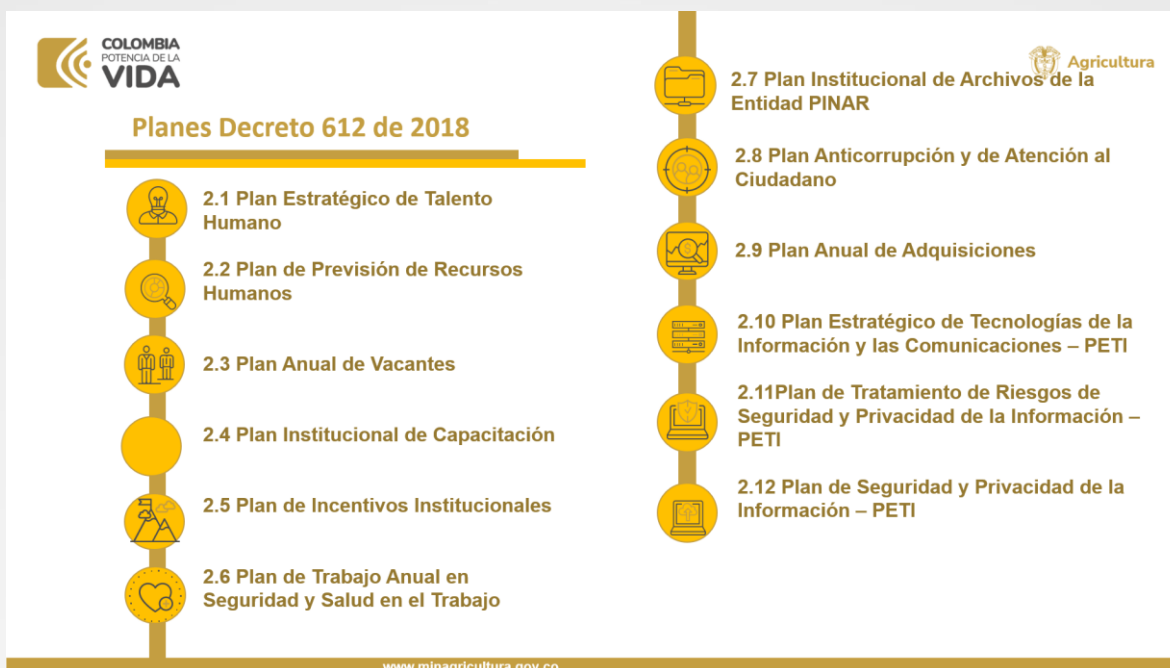 COLOMBIA
POTENCIA DE LA
VIDA
Planes Decreto 612 de 2018
2.1 Plan Estratégico de Talento
Humano
2.2 Plan de Previsión de Recursos
Humanos
2.3 Plan Anual de Vacantes
2.4 Plan Institucional de Capacitación
2.5 Plan de Incentivos Institucionales
2.6 Plan de Trabajo Anual en
Seguridad y Salud en el Trabajo
Agricultura
2.7 Plan Institucional de Archivos de la
Entidad PINAR
2.8 Plan Anticorrupción y de Atención al
Ciudadano
2.9 Plan Anual de Adquisiciones
2.10 Plan Estratégico de Tecnologías de la
Información y las Comunicaciones – PETI
2.11Plan de Tratamiento de Riesgos de
Seguridad y Privacidad de la Información –
PETI
2.12 Plan de Seguridad y Privacidad de la
Información – PETI
www.minagricultura.gov.co